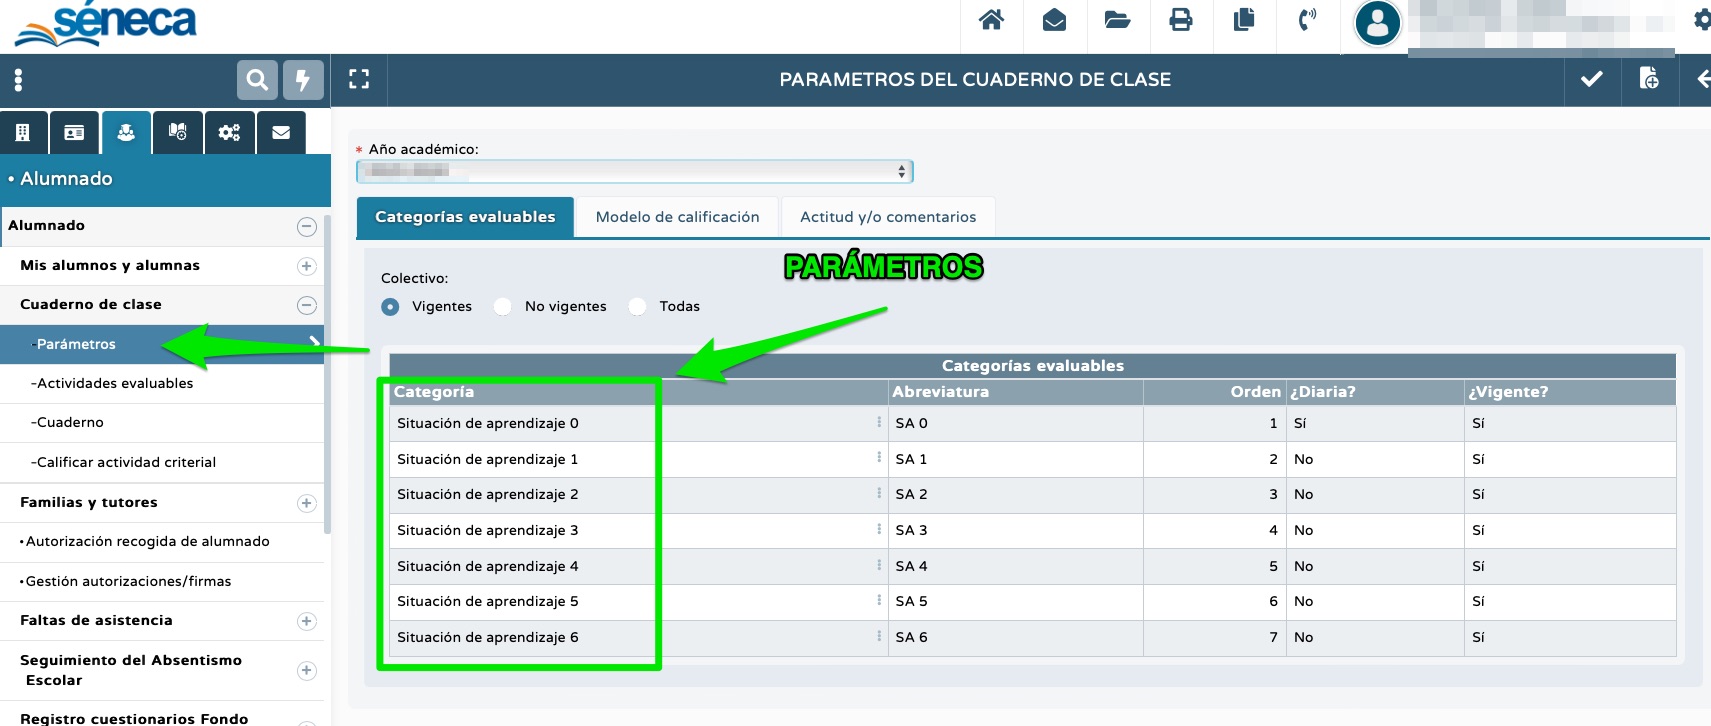 séneca
PARAMETROS DEL CUADERNO DE CLASE
• Alumnado
Alumnado
Mis alumnos y alumnas
Cuaderno de clase
-Parámetros
-Actividades evaluables
-Cuaderno
-Calificar actividad criterial
Familias y tutores
•Autorización recogida de alumnado
•Gestión autorizaciones/firmas
Faltas de asistencia
Seguimiento del Absentismo
Escolar
Registro cuestionarios Fondo
* Año académico:
Categorías evaluables Modelo de calificación Actitud y/o comentarios
PARÁMETROS
Colectivo:
Vigentes No vigentes Todas
Categorías evaluables
Categoría Abreviatura Orden ¿Diaria? ¿Vigente?
Situación de aprendizaje 0 SA 0 1 Sí Sí
Situación de aprendizaje 1 SA 1 2 No Sí
Situación de aprendizaje 2 SA 2 3 No Sí
Situación de aprendizaje 3 SA 3 4 No Sí
Situación de aprendizaje 4 SA 4 5 No Sí
Situación de aprendizaje 5 SA 5 6 No Sí
Situación de aprendizaje 6 SA 6 7 No Sí